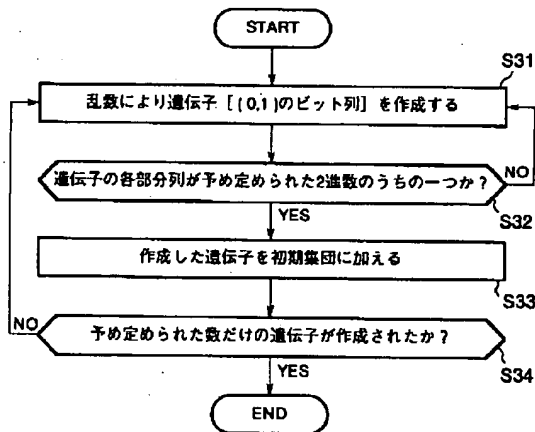 START
S31
乱数により遺伝子 [(0,1)のビット列] を作成する
遺伝子の各部分列が予め定められた2進数のうちの一つか?
NO
S32
YES
作成した遺伝子を初期集団に加える
S33
NO
予め定められた数だけの遺伝子が作成されたか?
S34
YES
END